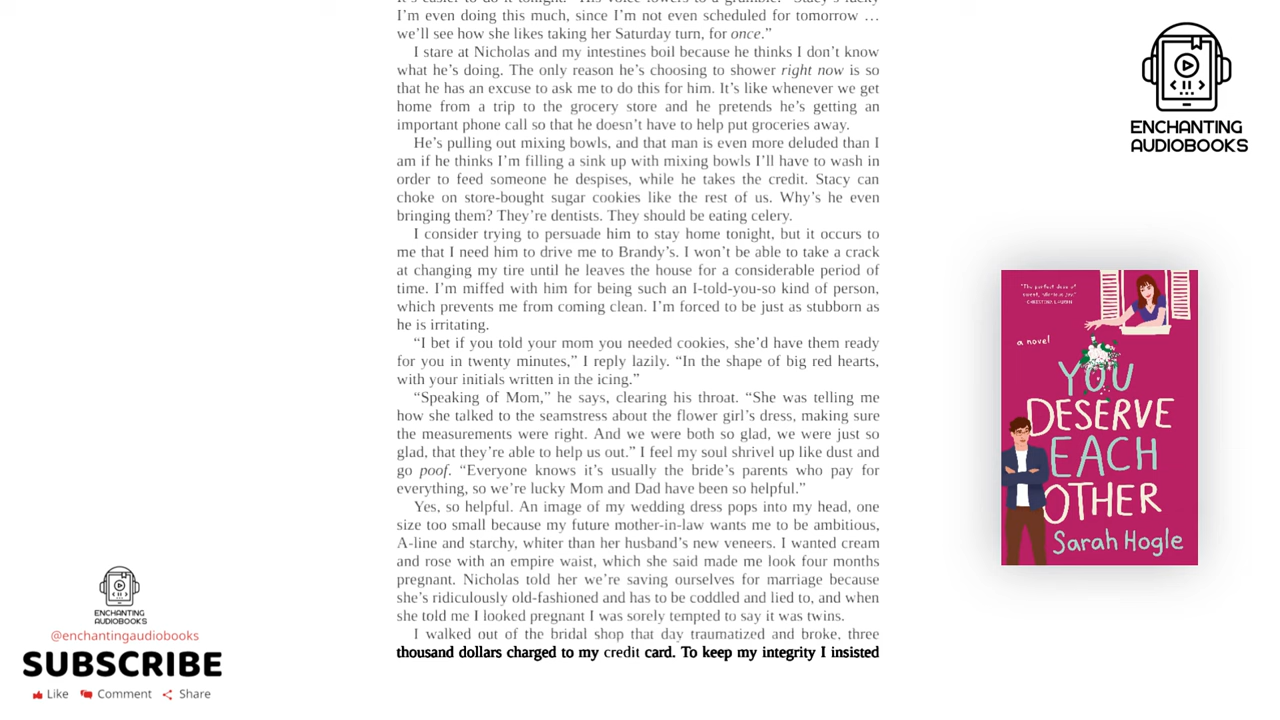 I'm even doing this much, since I'm not even scheduled for tomorrow …
we'll see how she likes taking her Saturday turn, for once.”
I stare at Nicholas and my intestines boil because he thinks I don't know
what he's doing. The only reason he's choosing to shower right now is so
that he has an excuse to ask me to do this for him. It's like whenever we get
home from a trip to the grocery store and he pretends he's getting an
important phone call so that he doesn't have to help put groceries away.
He's pulling out mixing bowls, and that man is even more deluded than I
am if he thinks I'm filling a sink up with mixing bowls I'll have to wash in
order to feed someone he despises, while he takes the credit. Stacy can
choke on store-bought sugar cookies like the rest of us. Why's he even
bringing them? They're dentists. They should be eating celery.
I consider trying to persuade him to stay home tonight, but it occurs to
me that I need him to drive me to Brandy's. I won't be able to take a crack
at changing my tire until he leaves the house for a considerable period of
time. I'm miffed with him for being such an I-told-you-so kind of person,
which prevents me from coming clean. I'm forced to be just as stubborn as
he is irritating.
“I bet if you told your mom you needed cookies, she'd have them ready
for you in twenty minutes,” I reply lazily. “In the shape of big red hearts,
with your initials written in the icing.”
“Speaking of Mom,” he says, clearing his throat. “She was telling me
how she talked to the seamstress about the flower girl's dress, making sure
the measurements were right. And we were both so glad, we were just so
glad, that they're able to help us out.” I feel my soul shrivel up like dust and
go poof. “Everyone knows it's usually the bride's parents who pay for
everything, so we're lucky Mom and Dad have been so helpful.”
Yes, so helpful. An image of my wedding dress pops into my head, one
size too small because my future mother-in-law wants me to be ambitious,
A-line and starchy, whiter than her husband's new veneers. I wanted cream
and rose with an empire waist, which she said made me look four months
pregnant. Nicholas told her we're saving ourselves for marriage because
she's ridiculously old-fashioned and has to be coddled and lied to, and when
she told me I looked pregnant I was sorely tempted to say it was twins.
I walked out of the bridal shop that day traumatized and broke, three
thousand dollars charged to my credit card. To keep my integrity I insisted
ENCHANTING
AUDIOBOOKS
a novel
YOU
DESERVE
EACH
OTHER
Sarah Hogle
ENCHANTING
AUDIOBOOKS
@enchantingaudiobooks
SUBSCRIBE
Like Comment Share